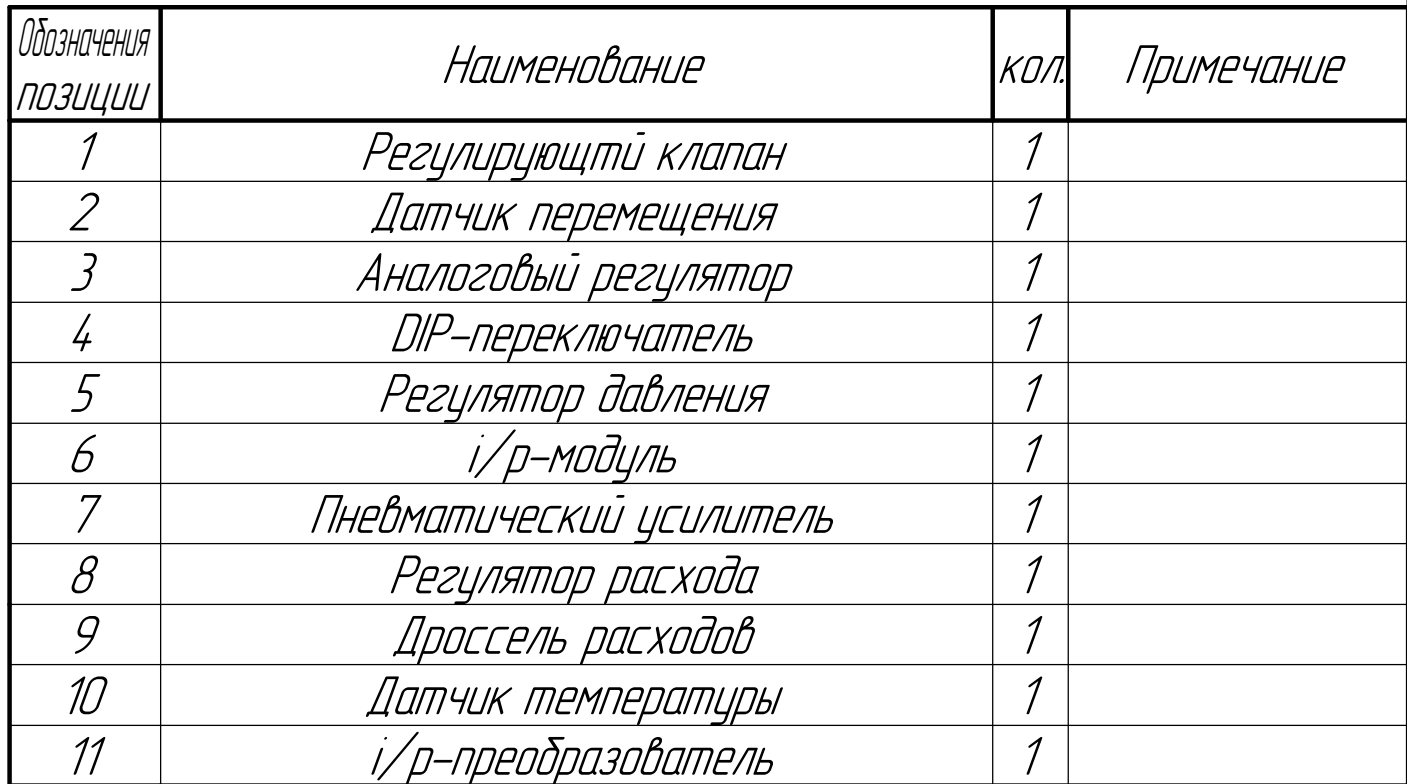 Обозначения позиции Наименование кол. Примечание
1 Регулирующти клапан 1
2 Датчик перемещения 1
3 Аналоговый регулятор 1
4 DIP-переключатель 1
5 Регулятор давления 1
6 i/p-модуль 1
7 Пневматический усилитель 1
8 Регулятор расхода 1
9 Дроссель расходов 1
10 Датчик температуры 1
11 i/p-преобразователь 1